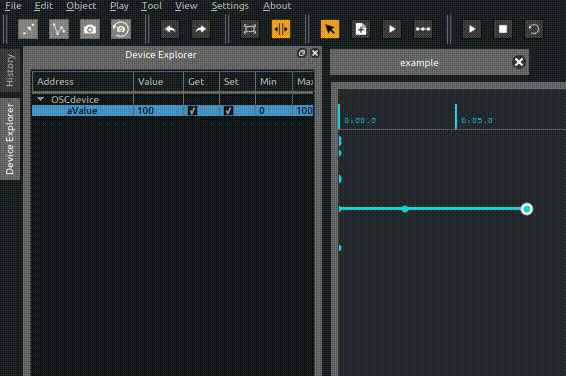 File Edit Object Play Tool View Settings About
Device Explorer
example
History
Device Explorer
Address Value Get Set Min Max
OSCdevice
aValue 100 0 100
0:00.0 0:05.0